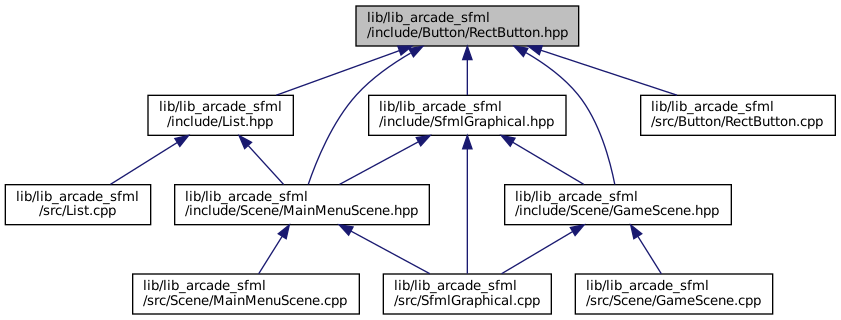 lib/lib_arcade_sfml
/include/Button/RectButton.hpp
lib/lib_arcade_sfml
/include/List.hpp
lib/lib_arcade_sfml
/include/SfmlGraphical.hpp
lib/lib_arcade_sfml
/src/Button/RectButton.cpp
lib/lib_arcade_sfml
/src/List.cpp
lib/lib_arcade_sfml
/include/Scene/MainMenuScene.hpp
lib/lib_arcade_sfml
/include/Scene/GameScene.hpp
lib/lib_arcade_sfml
/src/Scene/MainMenuScene.cpp
lib/lib_arcade_sfml
/src/SfmlGraphical.cpp
lib/lib_arcade_sfml
/src/Scene/GameScene.cpp